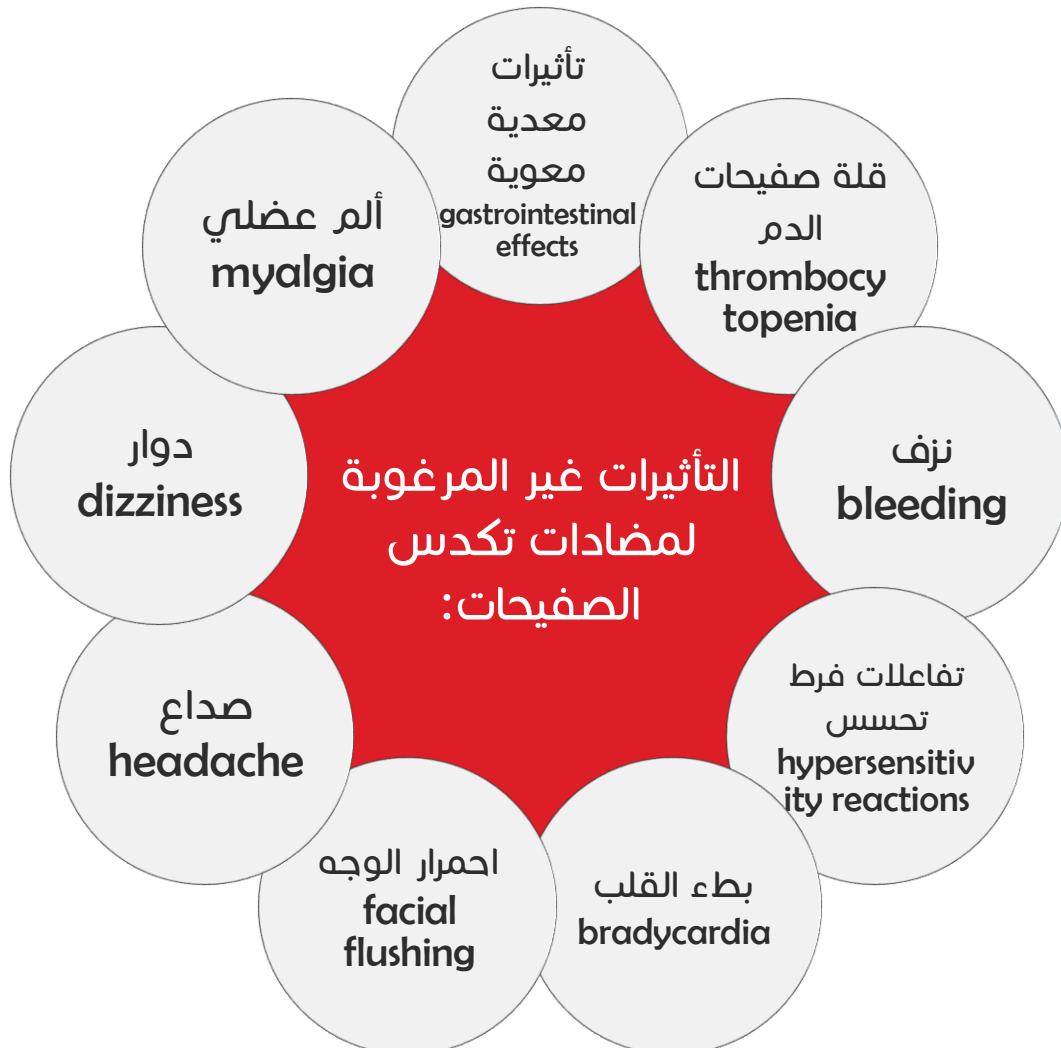 التأثيرات غير المرغوبة
لمضادات تكدس
الصفيحات:
تأثيرات
معدية
معوية
gastrointestinal
effects
قلة صفيحات
الدم
thrombocy
topenia
نزف
bleeding
تفاعلات فرط
تحسس
hypersensitiv
ity reactions
بطء القلب
bradycardia
احمرار الوجه
facial
flushing
صداع
headache
دوار
dizziness
ألم عضلي
myalgia